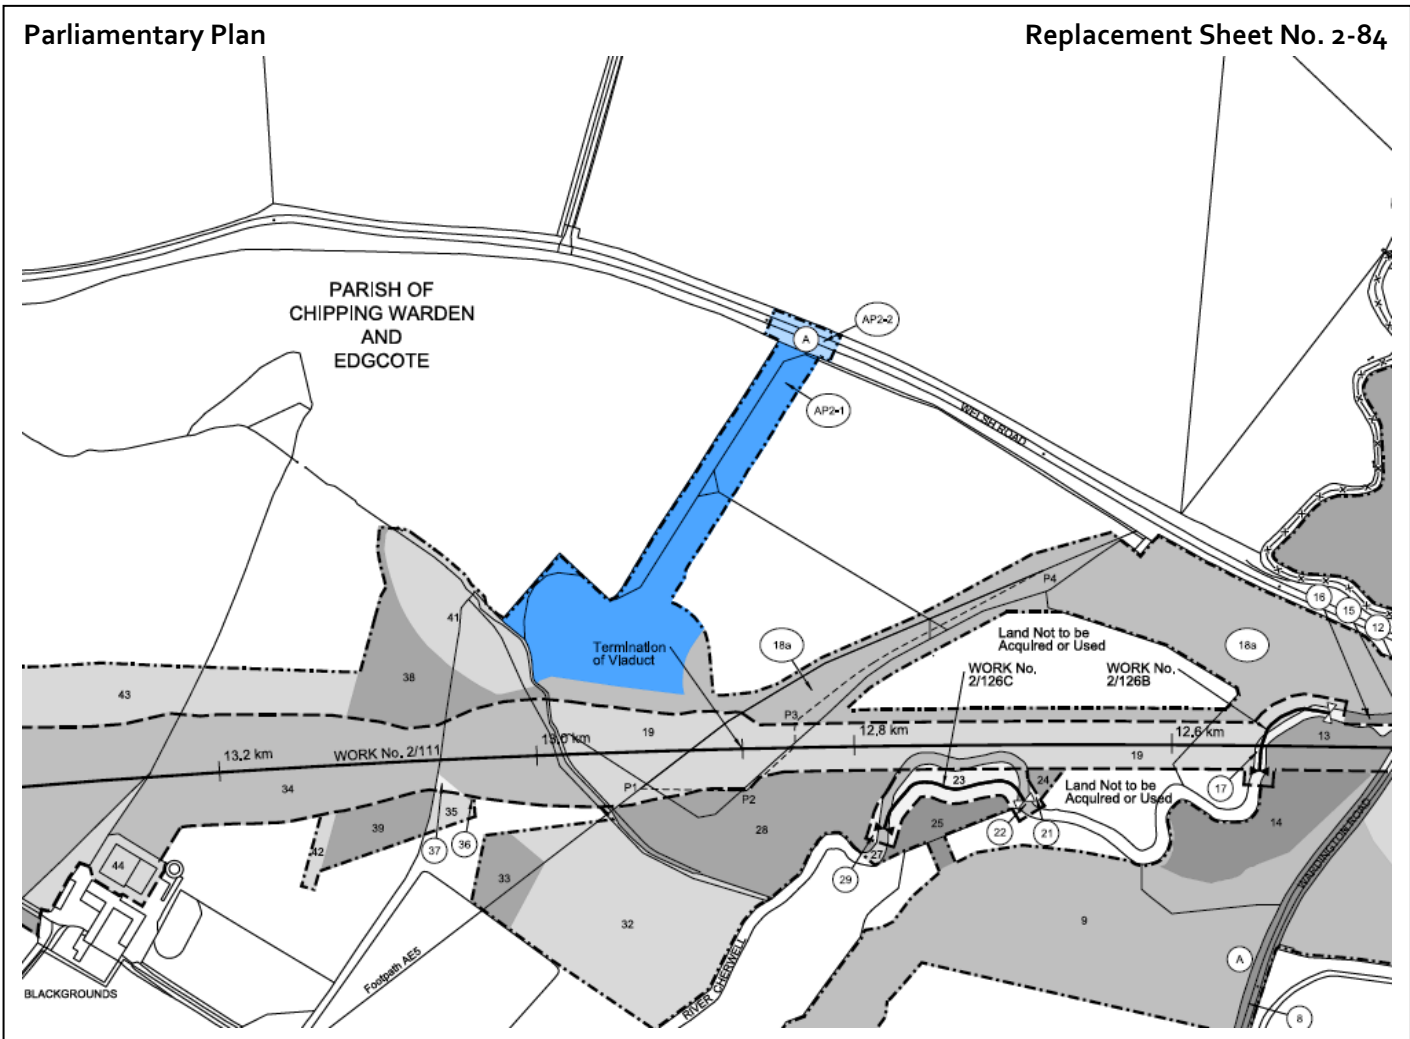 Parliamentary Plan
Replacement Sheet No. 2-84
PARISH OF
CHIPPING WARDEN
AND
EDGCOTE
A
AP2-2
AP2-1
WELSH ROAD
P4
16
15
12
41
Termination
of Viaduct
18a
Land Not to be
Acquired or Used
18a
WORK No.
2/126C
WORK No.
2/126B
43
38
P3
19
13.2 km
WORK No. 2/111
13.0 km
12.8 km
12.6 km
13
19
34
P1
P2
23
24
Land Not to be
Acquired or Used
17
35
39
42
37
36
28
25
22
21
14
27
29
44
33
32
9
WARDINGTON ROAD
Footpath AE5
RIVER CHERWELL
A
BLACKGROUNDS
8